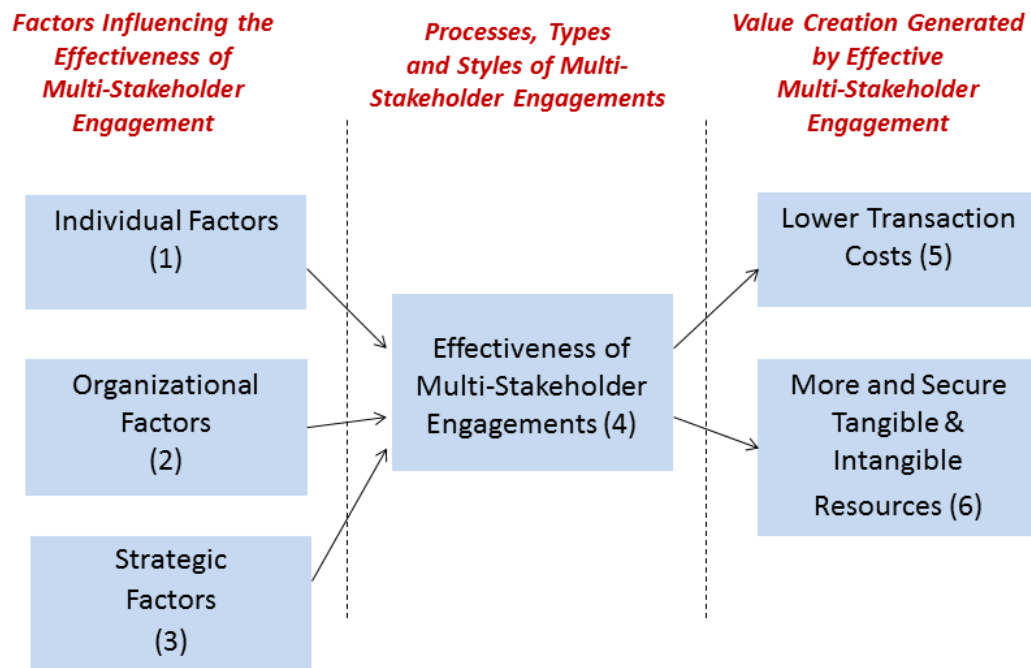 Factors Influencing the
Effectiveness of
Multi-Stakeholder
Engagement
Processes, Types
and Styles of Multi-
Stakeholder Engagements
Value Creation Generated
by Effective
Multi-Stakeholder
Engagement
Individual Factors
(1)
Organizational
Factors
(2)
Strategic
Factors
(3)
Effectiveness of
Multi-Stakeholder
Engagements (4)
Lower Transaction
Costs (5)
More and Secure
Tangible &
Intangible
Resources (6)